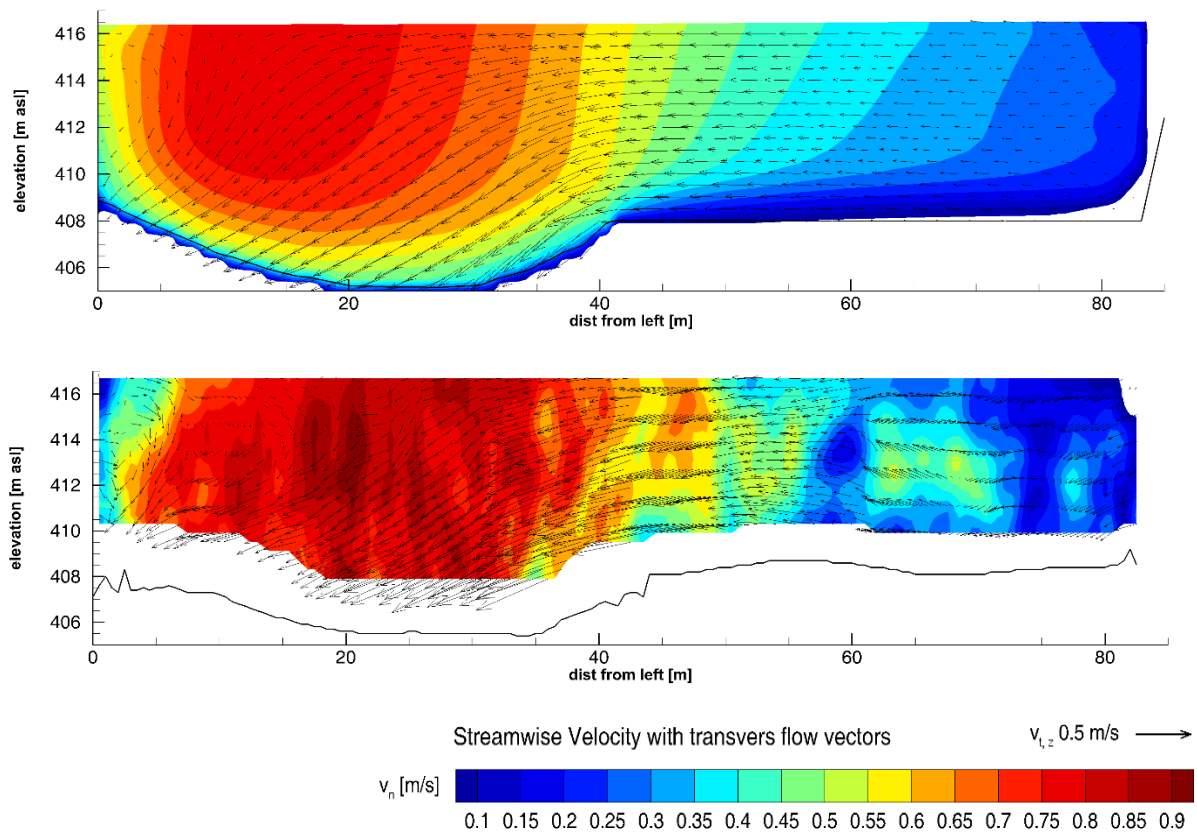 416
414
412
410
408
406
elevation [m asl]
0 20 40 60 80
dist from left [m]
416
414
412
410
408
406
elevation [m asl]
0 20 40 60 80
dist from left [m]
Streamwise Velocity with transvers flow vectors
v t, z 0.5 m/s
v n [m/s]
0.1 0.15 0.2 0.25 0.3 0.35 0.4 0.45 0.5 0.55 0.6 0.65 0.7 0.75 0.8 0.85 0.9